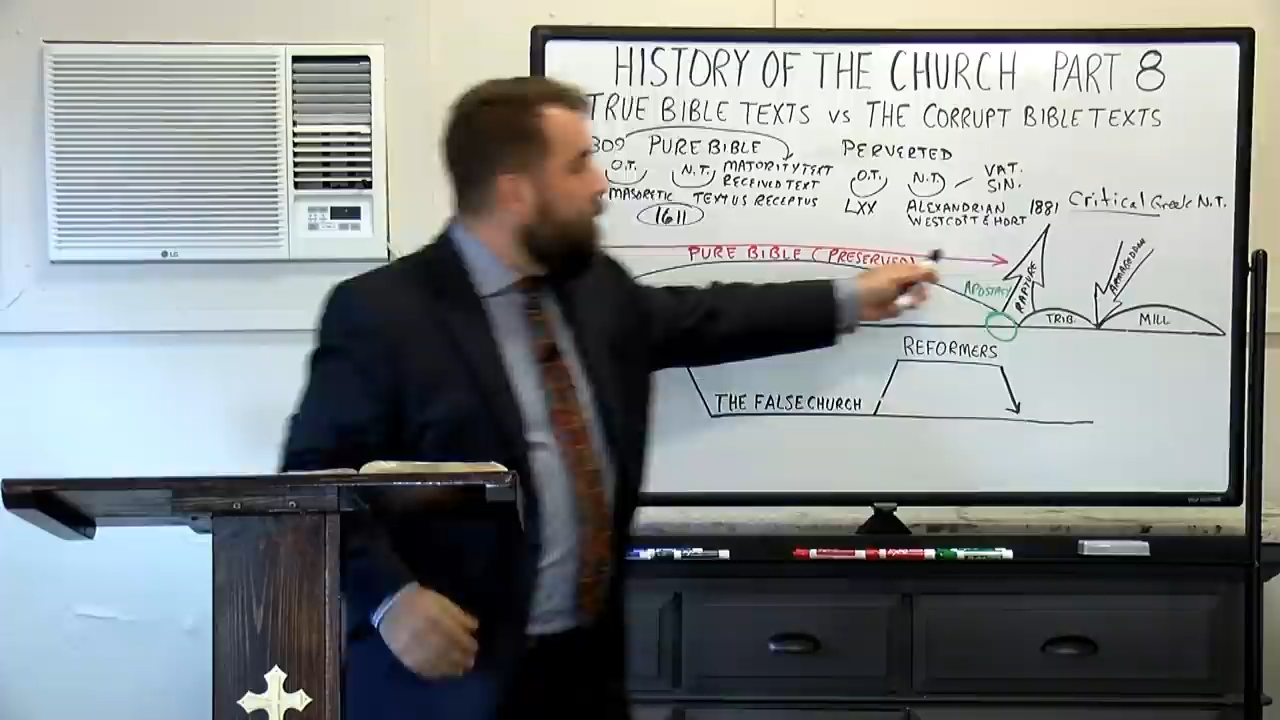 HISTORY OF THE CHURCH PART 8
TRUE BIBLE TEXTS VS THE CORRUPT BIBLE TEXTS
PURE BIBLE
O.T.
N.T.
MAJORITY TEXT
RECEIVED TEXT
MASORETIC
TEXTUS RECEPTUS
1611
PERVERTED
O.T.
N.T.
VAT.
SIN.
LXX
ALEXANDRIAN
WESTCOTT & HORT
1881
Critical Greek N.T.
PURE BIBLE (PRESERVED)
APOSTASY
RAPTURE
ARMAGEDDON
TRIB.
MILL
REFORMERS
THE FALSE CHURCH
LG